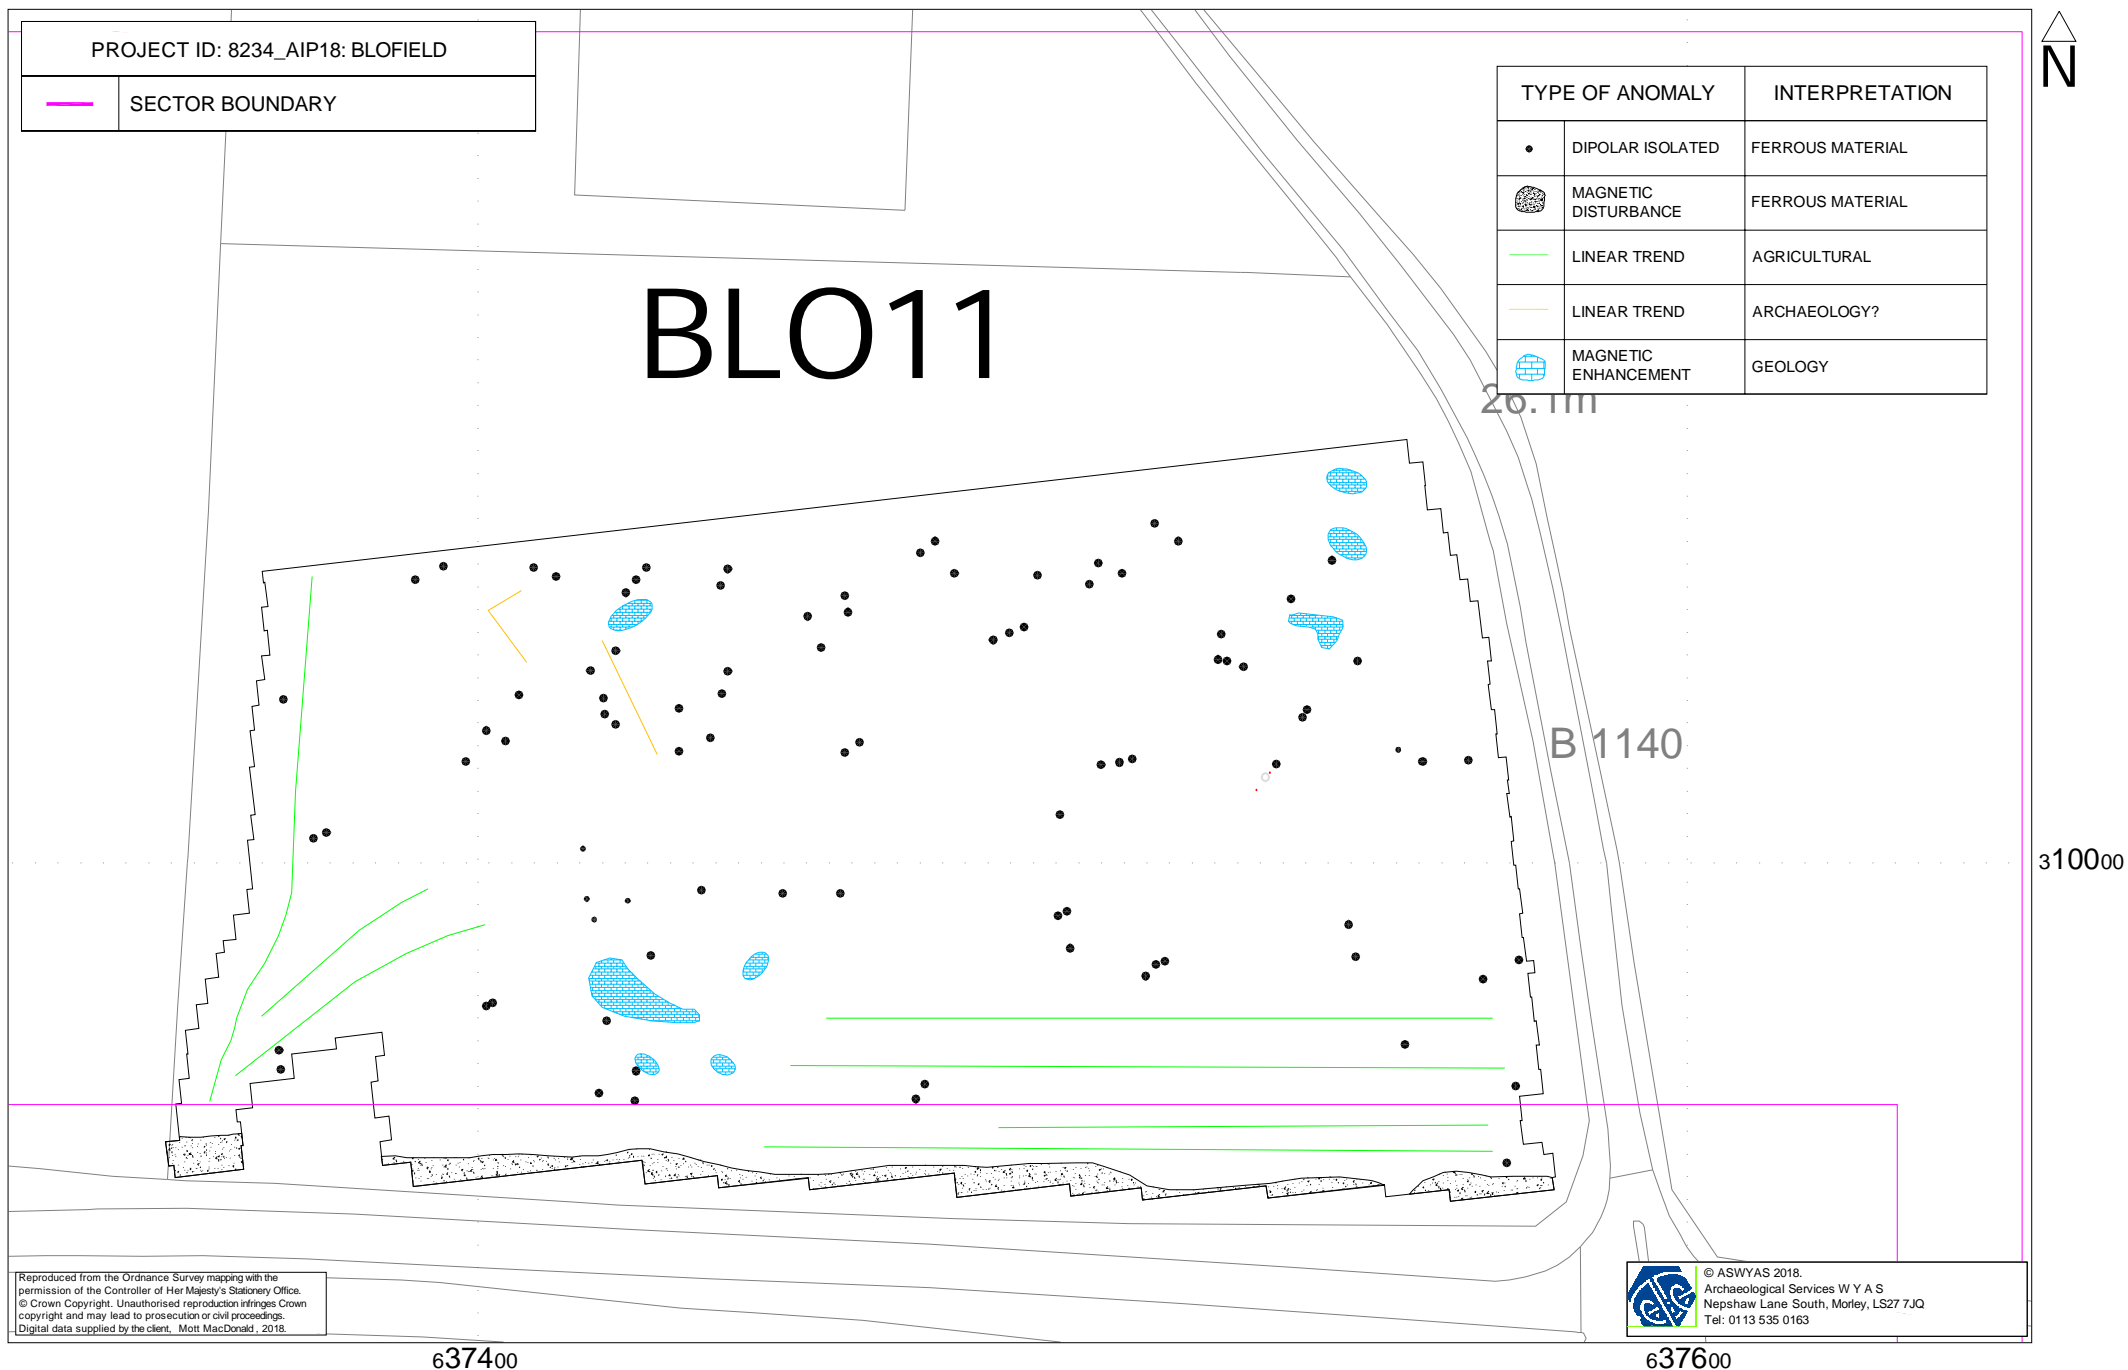 PROJECT ID: 8234_AIP18: BLOFIELD
SECTOR BOUNDARY
N
TYPE OF ANOMALY
INTERPRETATION
DIPOLAR ISOLATED
FERROUS MATERIAL
MAGNETIC
DISTURBANCE
FERROUS MATERIAL
LINEAR TREND
AGRICULTURAL
LINEAR TREND
ARCHAEOLOGY?
MAGNETIC
ENHANCEMENT
GEOLOGY
BLO11
26.1m
B 1140
310000
Reproduced from the Ordnance Survey mapping with the
permission of the Controller of Her Majesty's Stationery Office.
© Crown Copyright. Unauthorised reproduction infringes Crown
copyright and may lead to prosecution or civil proceedings.
Digital data supplied by the client, Mott MacDonald, 2018.
© ASWYAS 2018.
Archaeological Services W Y A S
Nepshaw Lane South, Morley, LS27 7JQ
Tel: 0113 535 0163
637400
637600